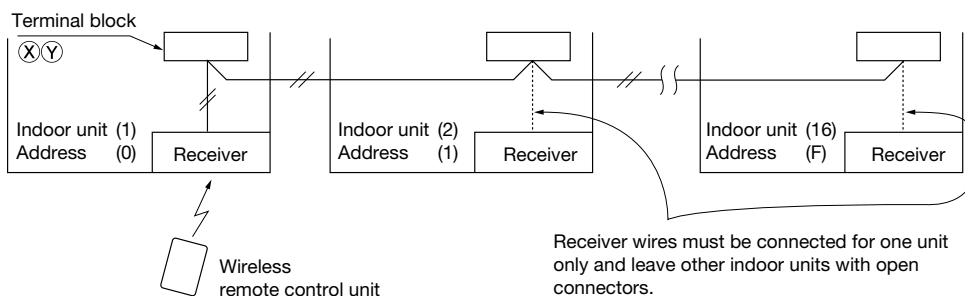 Terminal block
Ⓧ Ⓨ
Indoor unit (1)
Address (0)
Receiver
Indoor unit (2)
Address (1)
Receiver
Indoor unit (16)
Address (F)
Receiver
Wireless
remote control unit
Receiver wires must be connected for one unit
only and leave other indoor units with open
connectors.